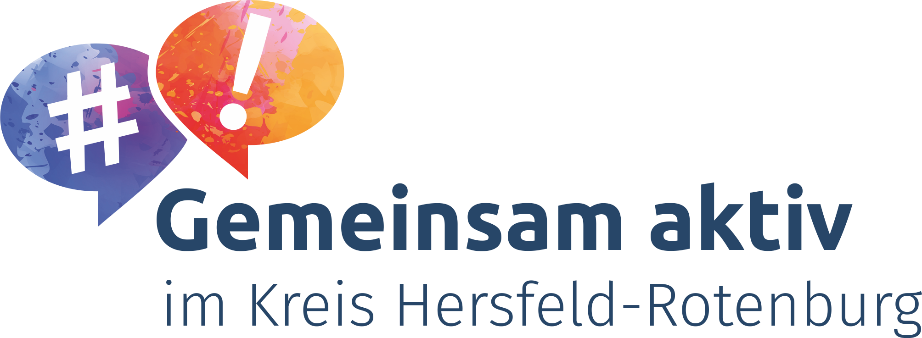 #!
Gemeinsam aktiv
im Kreis Hersfeld-Rotenburg